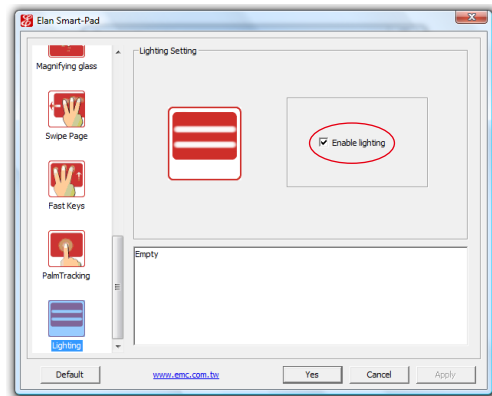 Elan Smart-Pad
Magnifying glass
Swipe Page
Fast Keys
PalmTracking
Lighting
Lighting Setting
Enable lighting
Empty
Default
www.emc.com.tw
Yes
Cancel
Apply